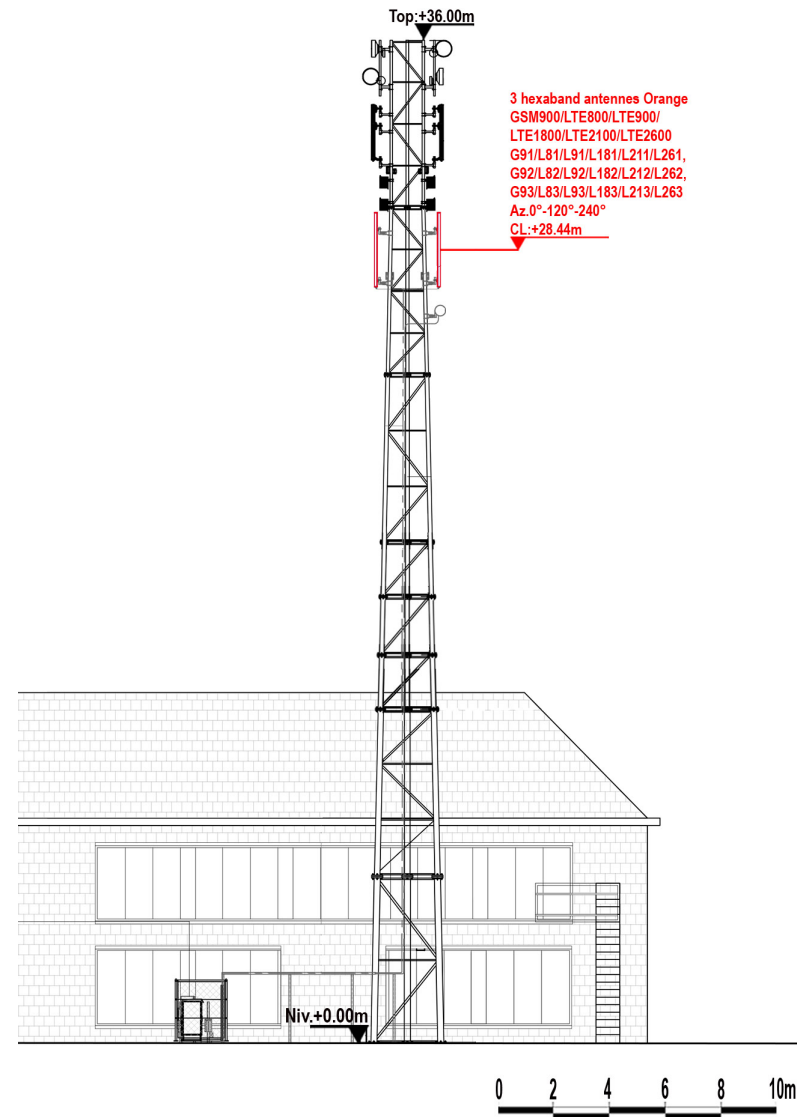 Top:+36.00m
3 hexaband antennes Orange
GSM900/LTE800/LTE900/
LTE1800/LTE2100/LTE2600
G91/L81/L91/L181/L211/L261,
G92/L82/L92/L182/L212/L262,
G93/L83/L93/L183/L213/L263
Az.0°-120°-240°
CL:+28.44m
Niv.+0.00m
0 2 4 6 8 10m